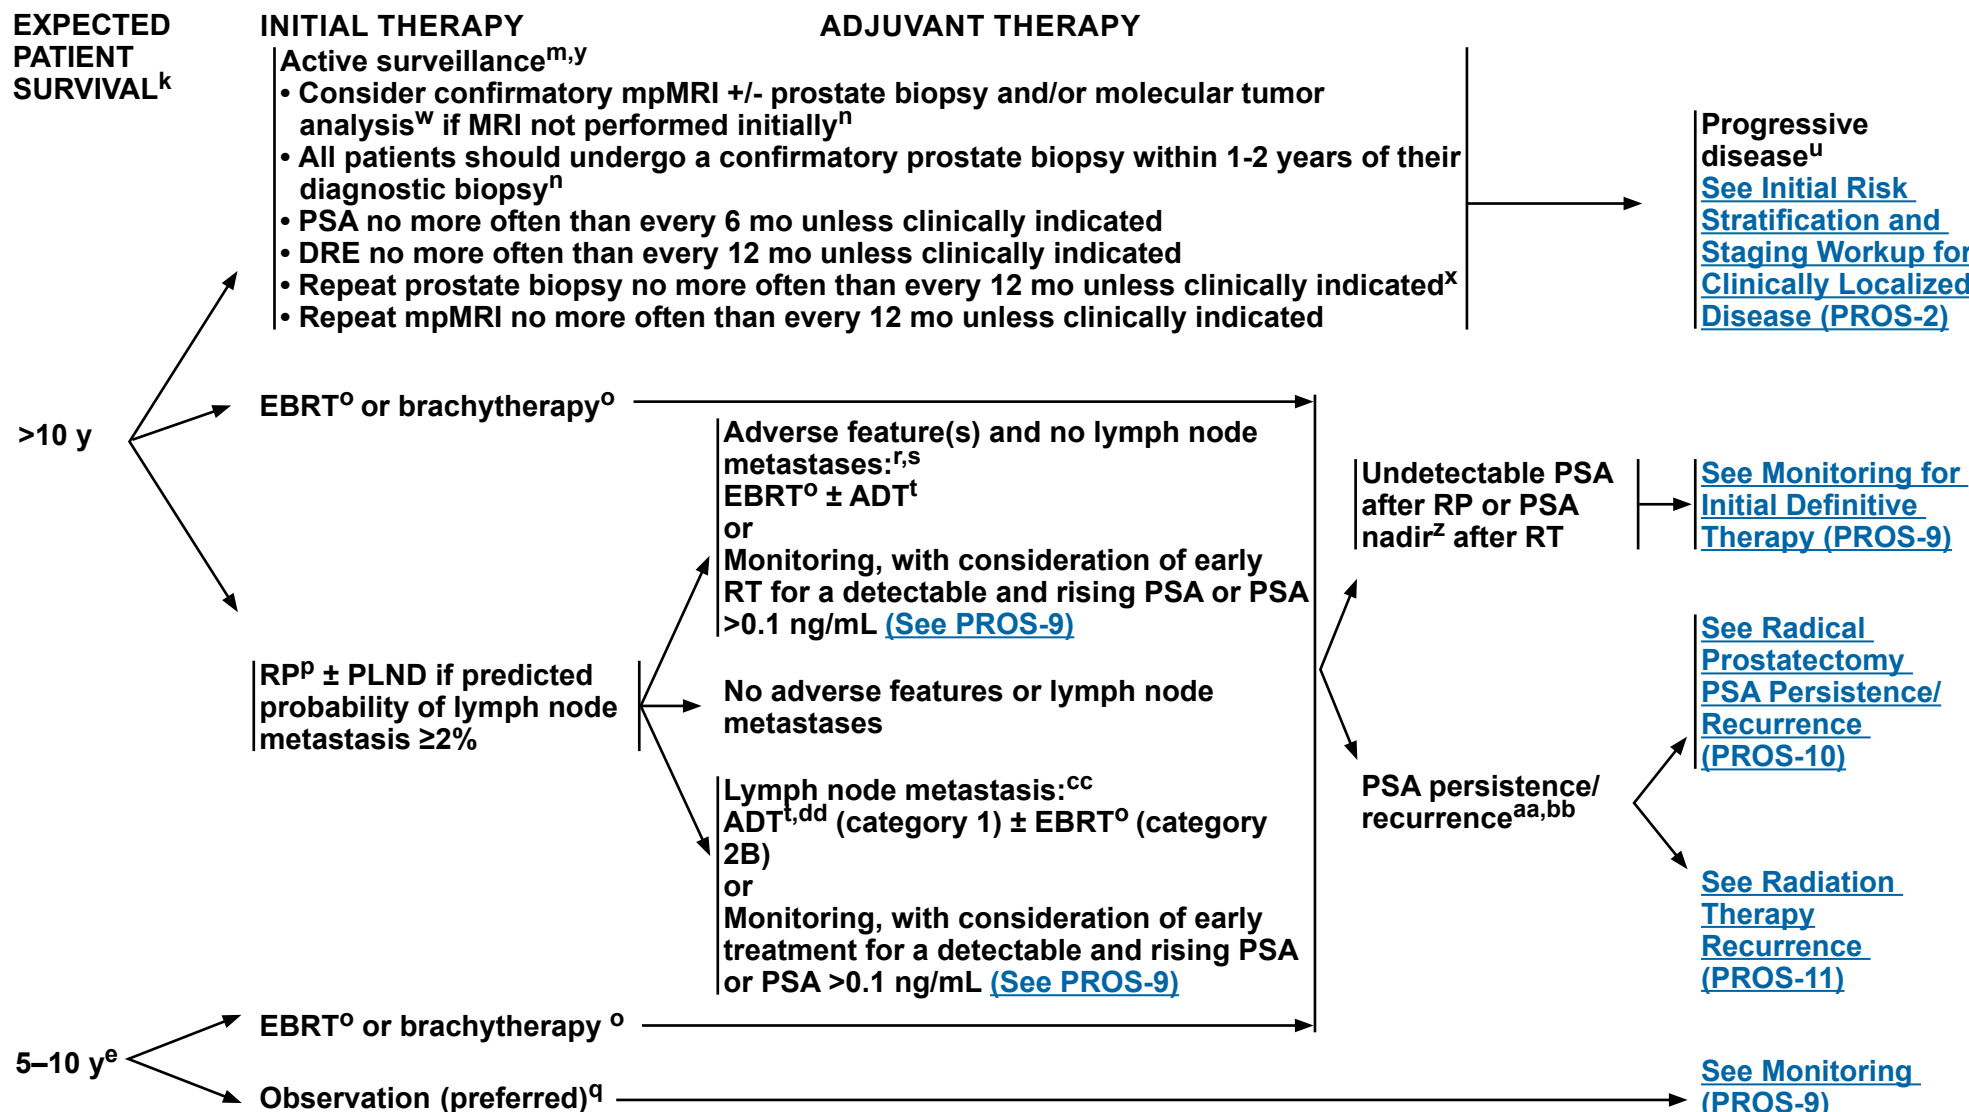 EXPECTED
PATIENT
SURVIVALᵏ
INITIAL THERAPY
ADJUVANT THERAPY
Active surveillanceᵐ,ʸ
• Consider confirmatory mpMRI +/- prostate biopsy and/or molecular tumor
analysisʷ if MRI not performed initiallyⁿ
• All patients should undergo a confirmatory prostate biopsy within 1-2 years of their
diagnostic biopsyⁿ
• PSA no more often than every 6 mo unless clinically indicated
• DRE no more often than every 12 mo unless clinically indicated
• Repeat prostate biopsy no more often than every 12 mo unless clinically indicatedˣ
• Repeat mpMRI no more often than every 12 mo unless clinically indicated
Progressive
diseaseᵘ
See Initial Risk
Stratification and
Staging Workup for
Clinically Localized
Disease (PROS-2)
>10 y
EBRTᵒ or brachytherapyᵒ
RPᵖ ± PLND if predicted
probability of lymph node
metastasis ≥2%
Adverse feature(s) and no lymph node
metastases:ʳ,ˢ
EBRTᵒ ± ADTᵗ
or
Monitoring, with consideration of early
RT for a detectable and rising PSA or PSA
>0.1 ng/mL (See PROS-9)
No adverse features or lymph node
metastases
Lymph node metastasis:ᶜᶜ
ADTᵗ,ᵈᵈ (category 1) ± EBRTᵒ (category
2B)
or
Monitoring, with consideration of early
treatment for a detectable and rising PSA
or PSA >0.1 ng/mL (See PROS-9)
Undetectable PSA
after RP or PSA
nadirᶻ after RT
See Monitoring for
Initial Definitive
Therapy (PROS-9)
PSA persistence/
recurrenceᵃᵃ,ᵇᵇ
See Radical
Prostatectomy
PSA Persistence/
Recurrence
(PROS-10)
See Radiation
Therapy
Recurrence
(PROS-11)
5–10 yᵉ
EBRTᵒ or brachytherapy ᵒ
Observation (preferred)ᑫ
See Monitoring
(PROS-9)